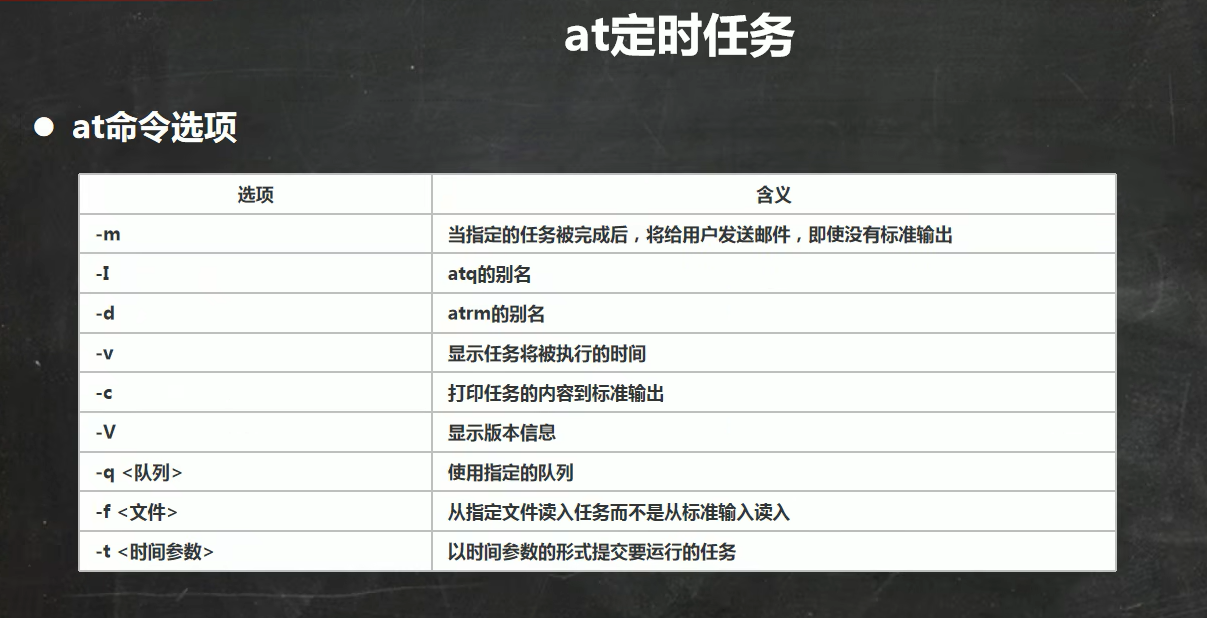 at定时任务
● at命令选项
选项 含义
-m 当指定的任务被完成后，将给用户发送邮件，即使没有标准输出
-I atq的别名
-d atrm的别名
-v 显示任务将被执行的时间
-c 打印任务的内容到标准输出
-V 显示版本信息
-q <队列> 使用指定的队列
-f <文件> 从指定文件读入任务而不是从标准输入读入
-t <时间参数> 以时间参数的形式提交要运行的任务